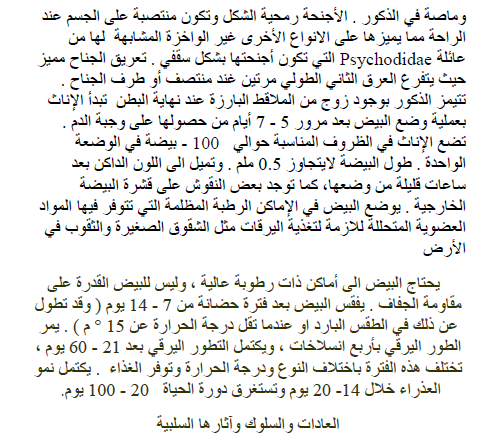 وماصة في الذكور . الأجنحة رمحية الشكل وتكون منتصبة على الجسم عند
الراحة مما يميزها على الانواع الأخرى غير الواخزة المشابهة لها من
عائلة Psychodidae التي تكون أجنحتها بشكل سقفي . تعريق الجناح مميز
حيث يتفرع العرق الثاني الطولي مرتين غند منتصف أو طرف الجناح .
تتيمز الذكور بوجود زوج من الملاقط البارزة عند نهاية البطن تبدأ الإناث
بعملية وضع البيض بعد مرور 5 - 7 أيام من حصولها على وجبة الدم .
تضع الإناث في الظروف المناسبة حوالي 100 - بيضة في الوضعة
الواحدة . طول البيضة لايتجاوز 0.5 ملم . وتميل الى اللون الداكن بعد
ساعات قليلة من وضعها، كما توجد بعض النقوش على قشرة البيضة
الخارجية . يوضع البيض في الإماكن الرطبة المظلمة التي تتوفر فيها المواد
العضوية المتحللة للازمة لتغذية اليرقات مثل الشقوق الصغيرة والثقوب في
الأرض
يحتاج البيض الى أماكن ذات رطوبة عالية ، وليس للبيض القدرة على
مقاومة الجفاف . يفقس البيض بعد فترة حضانة من 7 - 14 يوم ( وقد تطول
عن ذلك في الطقس البارد او عندما تقل درجة الحرارة عن 15 ° م ) . يمر
الطور اليرقي بأربع انسلاخات ، ويكتمل التطور اليرقي بعد 21 - 60 يوم ،
تختلف هذه الفترة باختلاف النوع ودرجة الحرارة وتوفر الغذاء . يكتمل نمو
العذراء خلال 14- 20 يوم وتستغرق دورة الحياة 20 - 100 يوم.
العادات والسلوك وآثارها السلبية